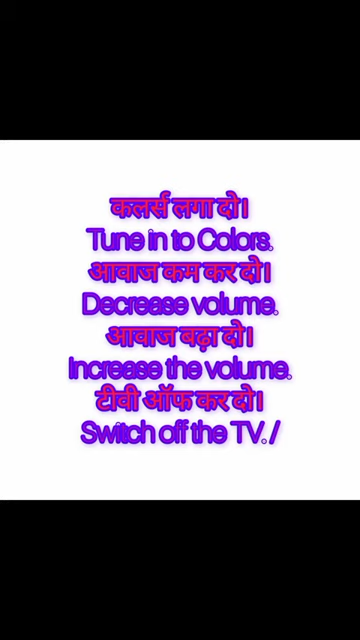 कलर्स लगा दो।
Tune in to Colors.
आवाज कम कर दो।
Decrease volume.
आवाज बढ़ा दो।
Increase the volume.
टीवी ऑफ कर दो।
Switch off the TV./